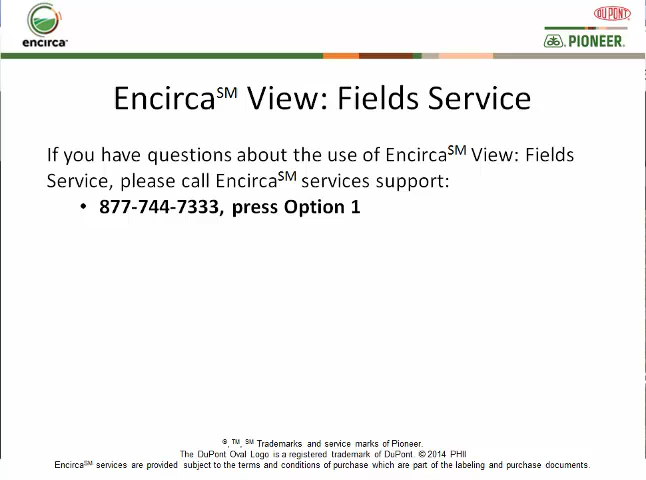 encirca
DU PONT
PIONEER.
Encirca℠ View: Fields Service
If you have questions about the use of Encirca℠ View: Fields
Service, please call Encirca℠ services support:
• 877-744-7333, press Option 1
®, ™, ℠ Trademarks and service marks of Pioneer.
The DuPont Oval Logo is a registered trademark of DuPont. © 2014 PHII
Encirca℠ services are provided subject to the terms and conditions of purchase which are part of the labeling and purchase documents.